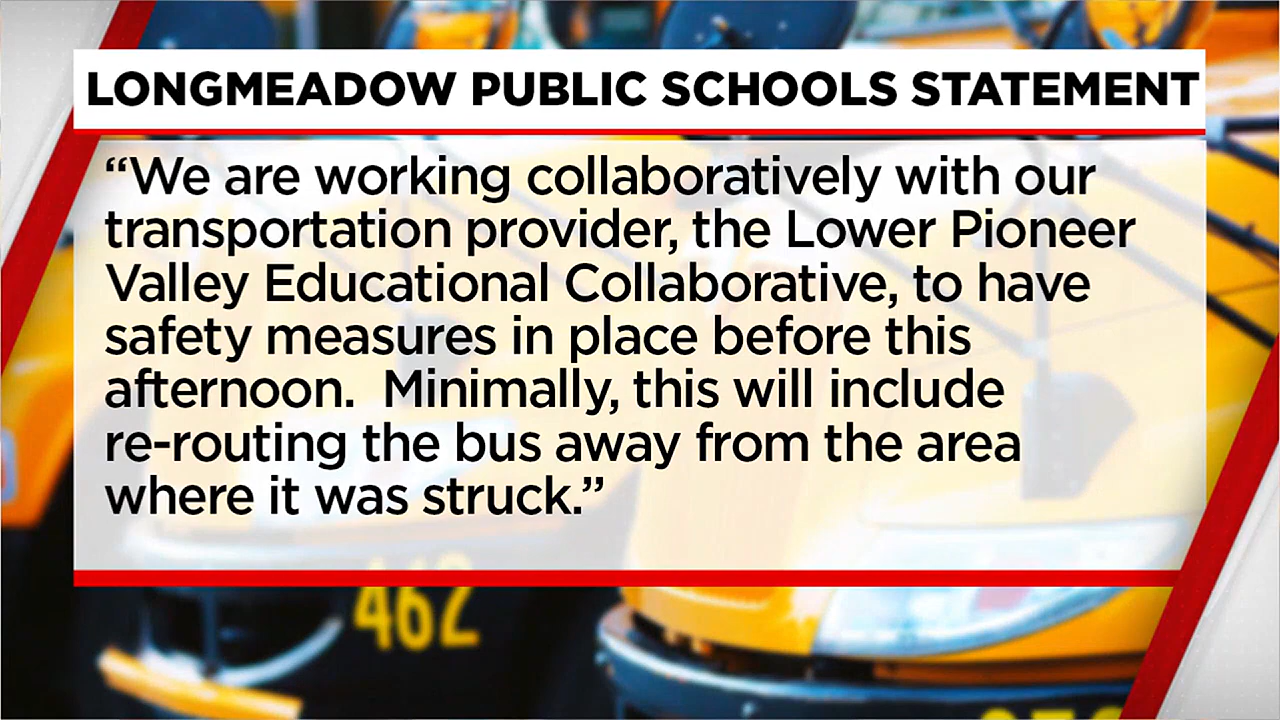 LONGMEADOW PUBLIC SCHOOLS STATEMENT
“We are working collaboratively with our
transportation provider, the Lower Pioneer
Valley Educational Collaborative, to have
safety measures in place before this
afternoon.  Minimally, this will include
re-routing the bus away from the area
where it was struck.”
462